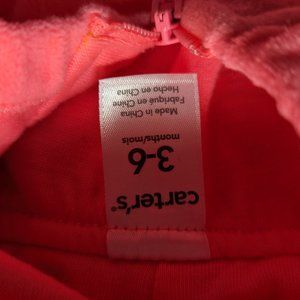 carter's
3-6
months/mois
Made in China
Fabriqué en Chine
Hecho en China